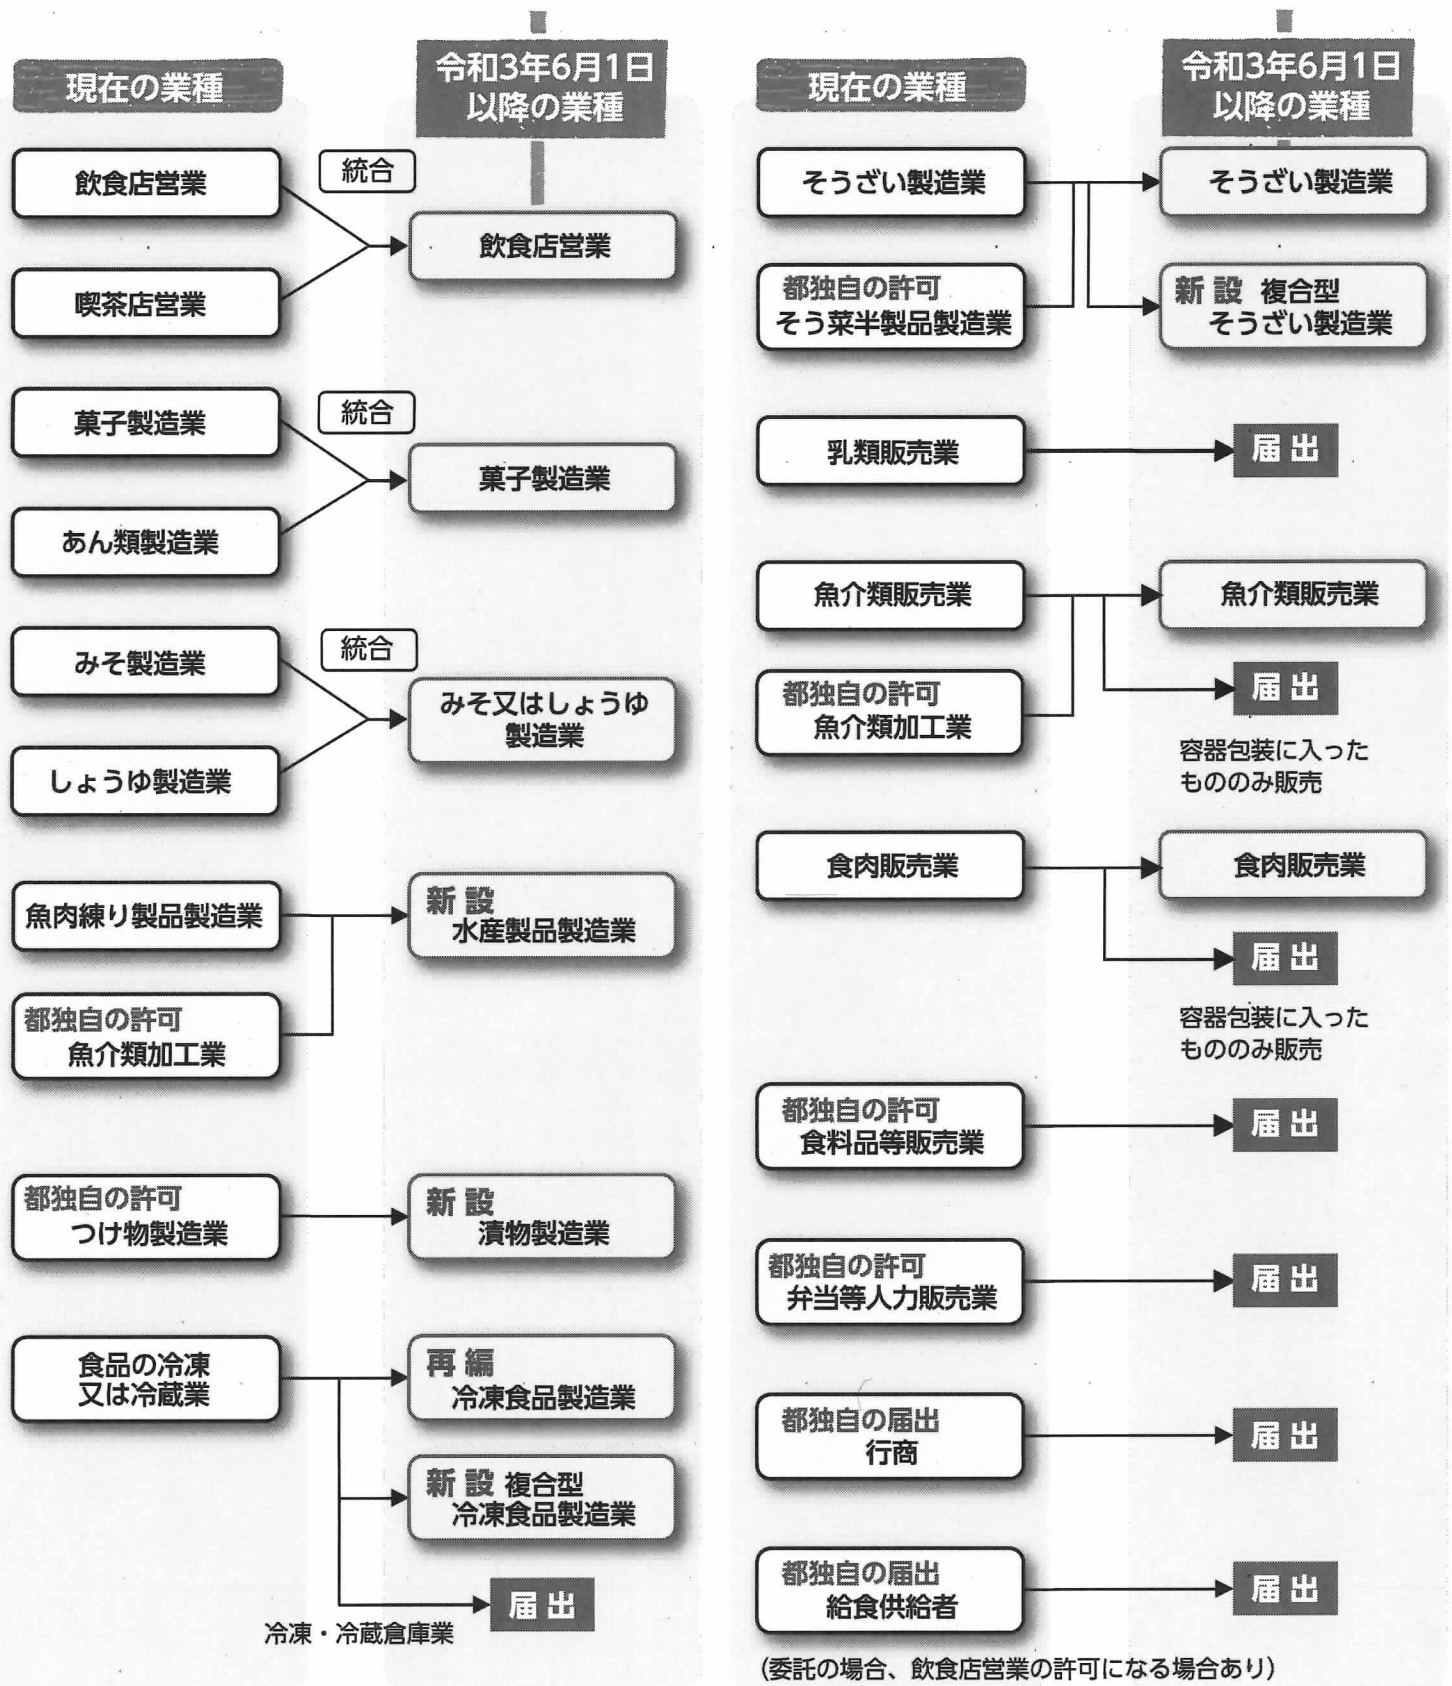 現在の業種
令和3年6月1日
以降の業種
飲食店営業
統合
喫茶店営業
飲食店営業
菓子製造業
統合
あん類製造業
菓子製造業
みそ製造業
統合
しょうゆ製造業
みそ又はしょうゆ
製造業
魚肉練り製品製造業
都独自の許可
魚介類加工業
新設
水産製品製造業
都独自の許可
つけ物製造業
新設
漬物製造業
食品の冷凍
又は冷蔵業
再編
冷凍食品製造業
新設 複合型
冷凍食品製造業
届出
冷凍・冷蔵倉庫業
現在の業種
令和3年6月1日
以降の業種
そうざい製造業
そうざい製造業
都独自の許可
そう菜半製品製造業
新設 複合型
そうざい製造業
乳類販売業
届出
魚介類販売業
魚介類販売業
都独自の許可
魚介類加工業
届出
容器包装に入った
もののみ販売
食肉販売業
食肉販売業
届出
容器包装に入った
もののみ販売
都独自の許可
食料品等販売業
届出
都独自の許可
弁当等人力販売業
届出
都独自の届出
行商
届出
都独自の届出
給食供給者
届出
(委託の場合、飲食店営業の許可になる場合あり)